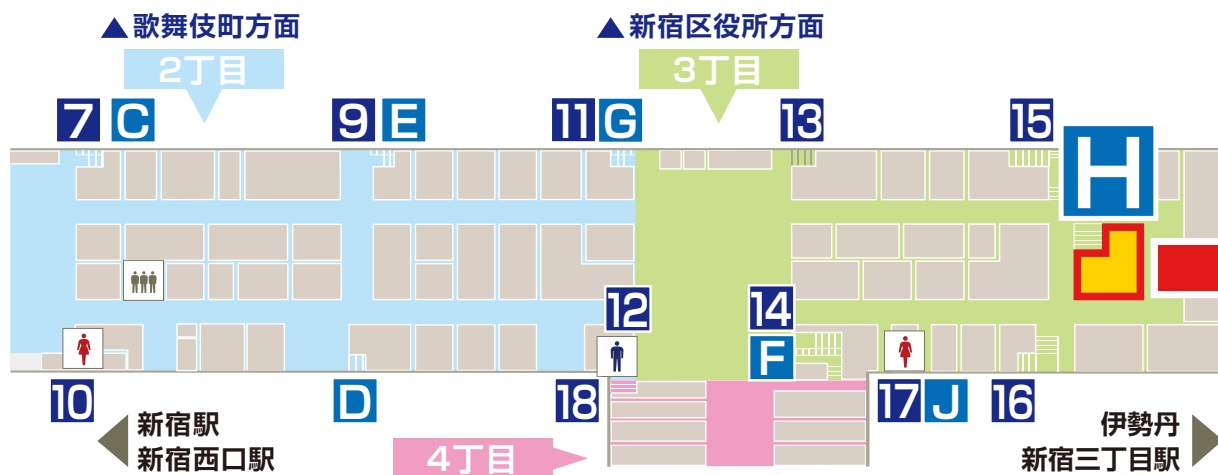 ▲歌舞伎町方面
▲新宿区役所方面
2丁目
3丁目
7 C
9 E
11 G
13
15
H
12
14
F
10
D
18
17 J
16
新宿駅
新宿西口駅
4丁目
伊勢丹
新宿三丁目駅